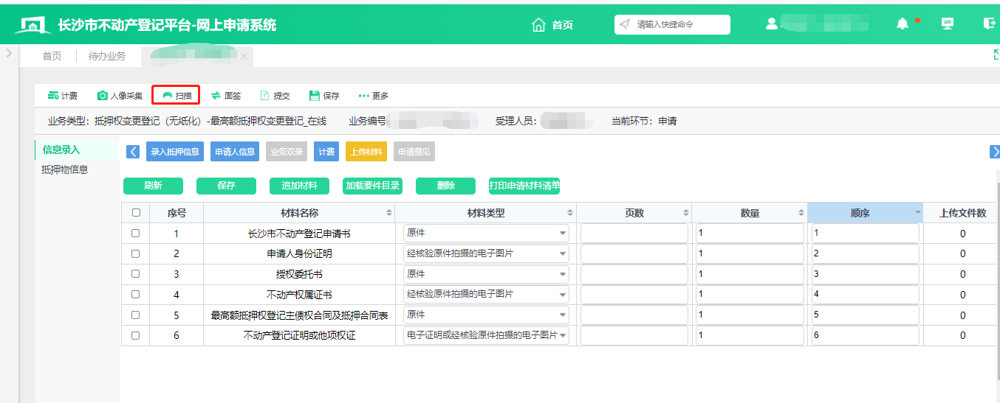 长沙市不动产登记平台-网上申请系统 首页 请输入快捷命令
首页 待办业务
计费 人像采集 扫描 面签 提交 保存 更多
业务类型：抵押权变更登记（无纸化）-最高额抵押权变更登记_在线 业务编号 受理人员： 当前环节：申请
信息录入 录入抵押信息 申请人信息 业务双录 计费 上传材料 申请意见
抵押物信息
刷新 保存 追加材料 加载要件目录 删除 打印申请材料清单
序号 材料名称 材料类型 页数 数量 顺序 上传文件数
1 长沙市不动产登记申请书 原件 1 1 0
2 申请人身份证明 经核验原件拍摄的电子图片 1 2 0
3 授权委托书 原件 1 3 0
4 不动产权属证书 经核验原件拍摄的电子图片 1 4 0
5 最高额抵押权登记主债权合同及抵押合同表 原件 1 5 0
6 不动产登记证明或他项权证 电子证明或经核验原件拍摄的电子图片 1 6 0